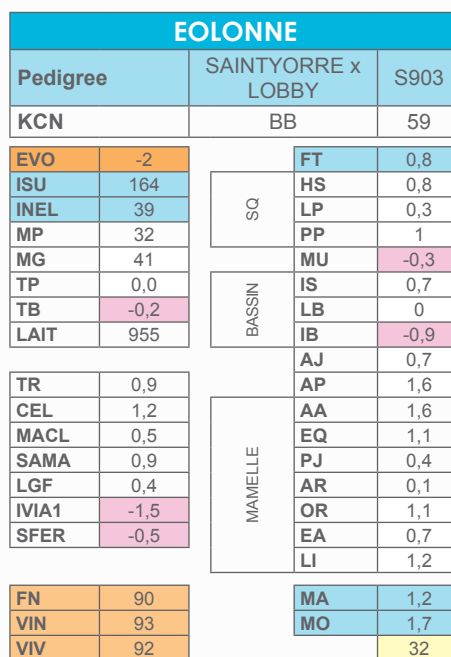 EOLONNE
Pedigree SAINTYORRE x LOBBY S903
KCN BB 59
EVO -2
ISU 164
INEL 39
MP 32
MG 41
TP 0,0
TB -0,2
LAIT 955
TR 0,9
CEL 1,2
MACL 0,5
SAMA 0,9
LGF 0,4
IVIA1 -1,5
SFER -0,5
FN 90
VIN 93
VIV 92
FT 0,8
SQ
HS 0,8
LP 0,3
PP 1
MU -0,3
BASSIN
IS 0,7
LB 0
IB -0,9
AJ 0,7
AP 1,6
MAMELLE
AA 1,6
EQ 1,1
PJ 0,4
AR 0,1
OR 1,1
EA 0,7
LI 1,2
MA 1,2
MO 1,7
32